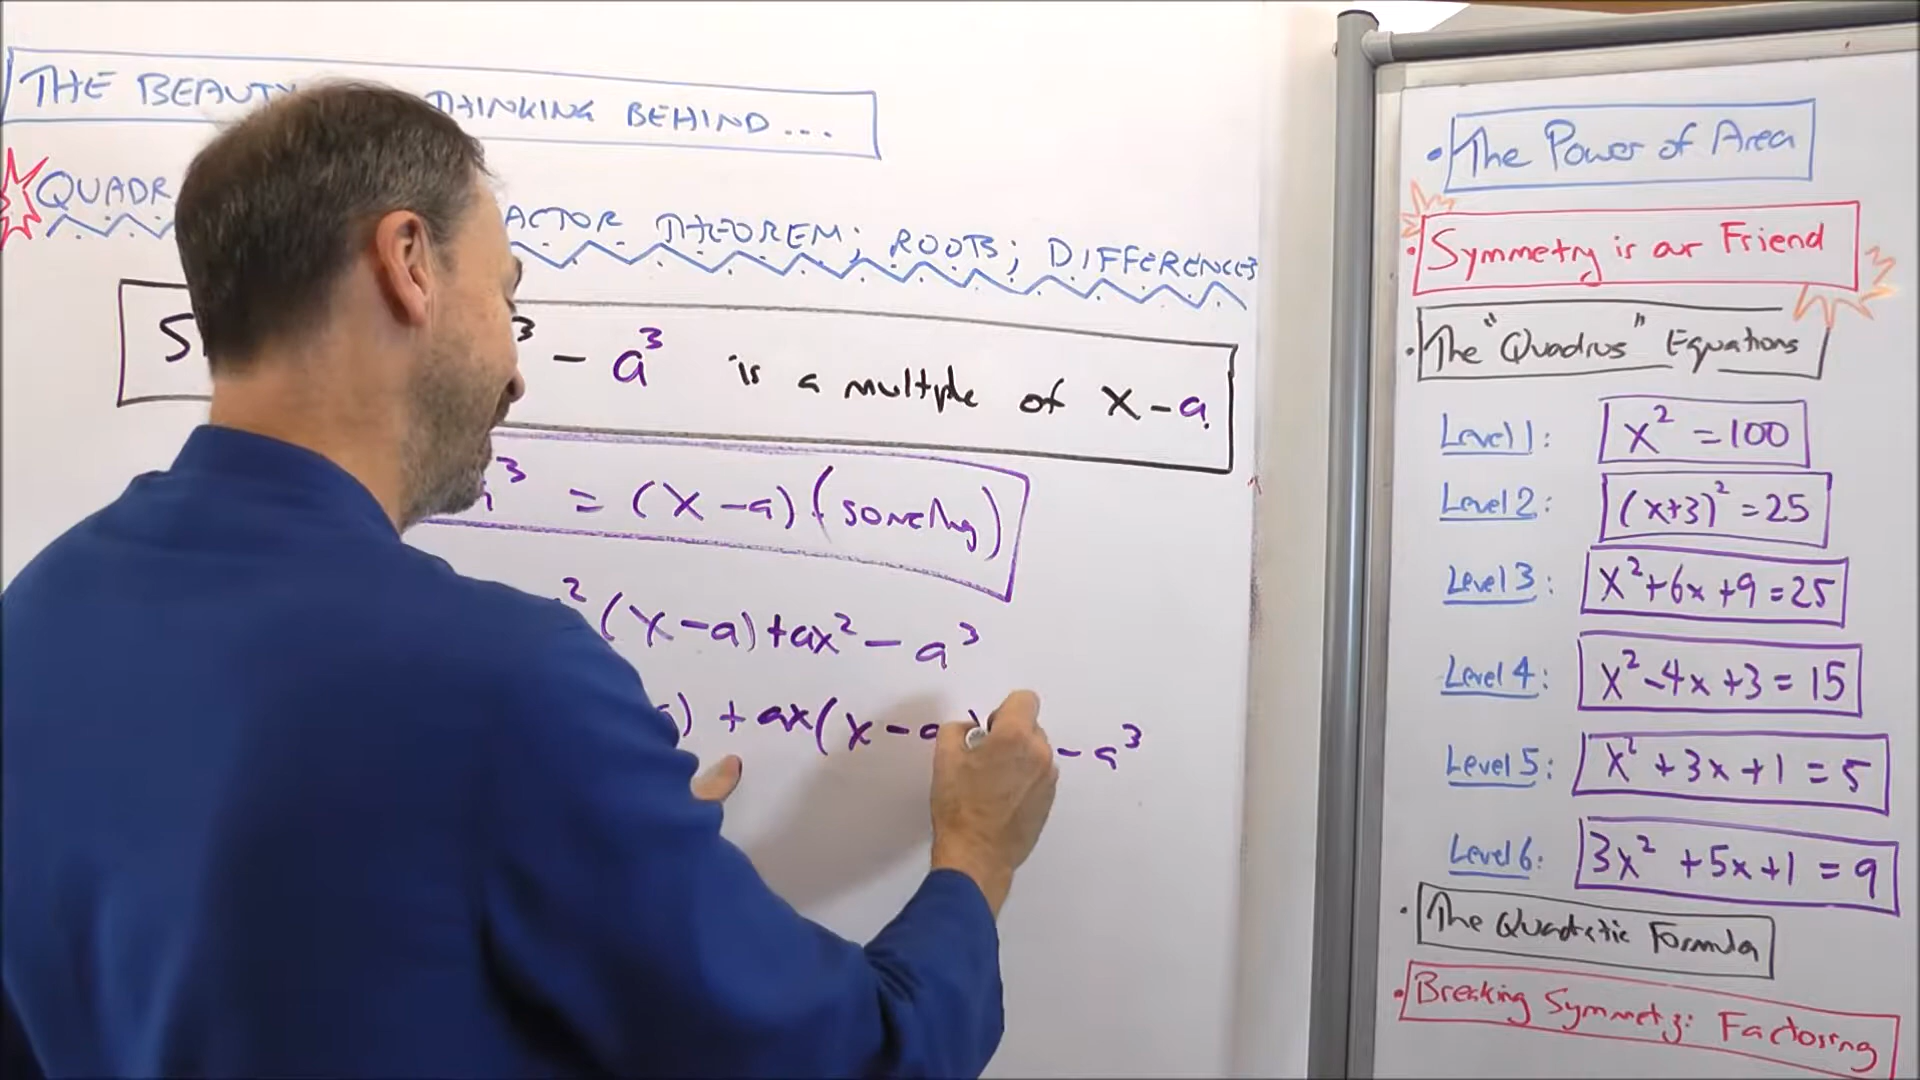 THE BEAUTY THINKING BEHIND...
QUADR ACTOR THEOREM; ROOTS; DIFFERENCES
³ - a³ is a multple of x-a.
³ = (x-a)(something)
²(x-a)+ax²-a³
) +ax(x-a) -a³
• The Power of Area
• Symmetry is our Friend
• The "Quadrus" Equations
Level 1: x² = 100
Level 2: (x+3)² = 25
Level 3: x²+6x+9=25
Level 4: x²-4x+3=15
Level 5: x²+3x+1=5
Level 6: 3x²+5x+1=9
• The Quadratic Formula
• Breaking Symmetry: Factoring